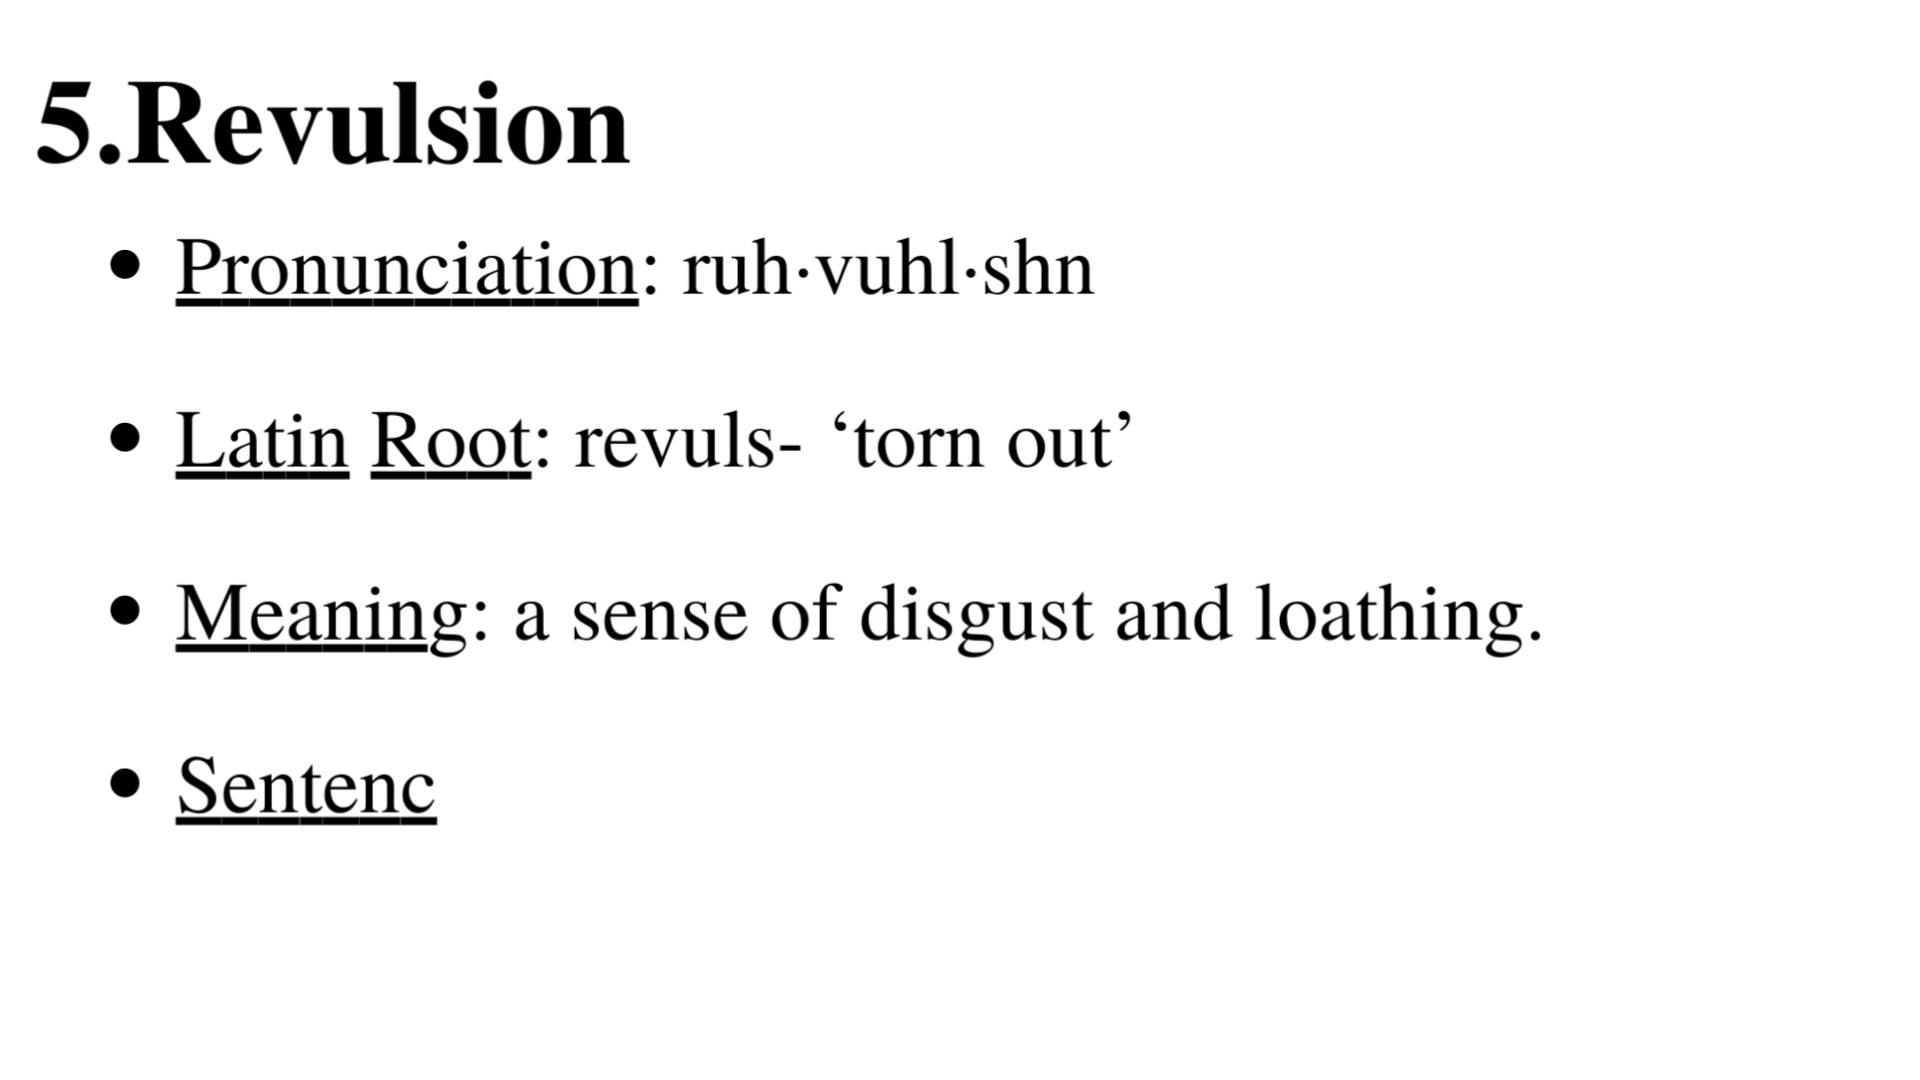 5.Revulsion
Pronunciation: ruh·vuhl·shn
Latin Root: revuls- ‘torn out’
Meaning: a sense of disgust and loathing.
Sentenc